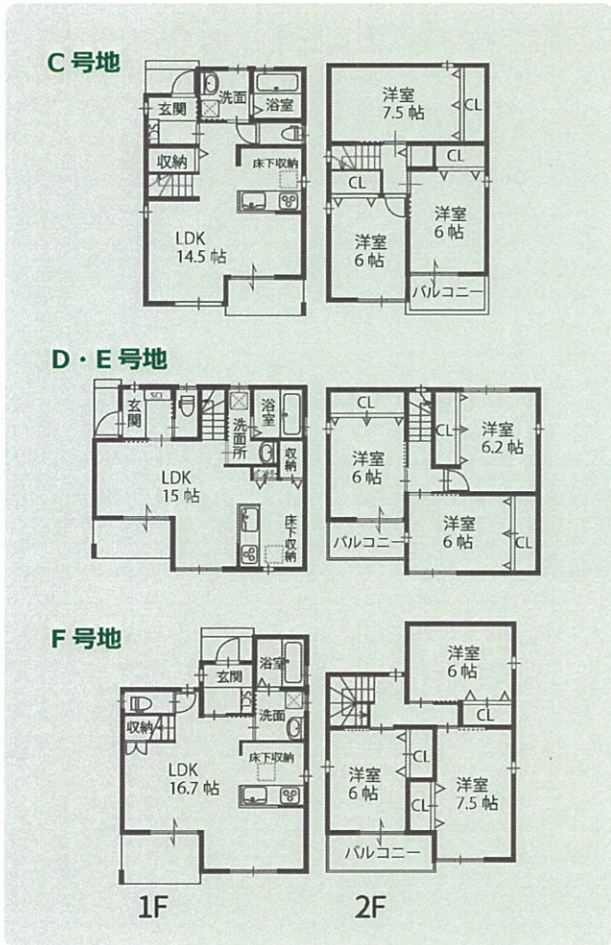 C号地
玄関
洗面
浴室
SCL
収納
床下収納
LDK
14.5 帖
洋室
7.5 帖
CL
CL
CL
洋室
6 帖
洋室
6 帖
バルコニー
D・E号地
玄関
SCL
洗面所
浴室
収納
LDK
15 帖
床下収納
CL
洋室
6 帖
CL
洋室
6.2 帖
洋室
6 帖
CL
バルコニー
F号地
玄関
浴室
SCL
洗面
収納
床下収納
LDK
16.7 帖
洋室
6 帖
CL
洋室
6 帖
CL
CL
洋室
7.5 帖
バルコニー
1F
2F